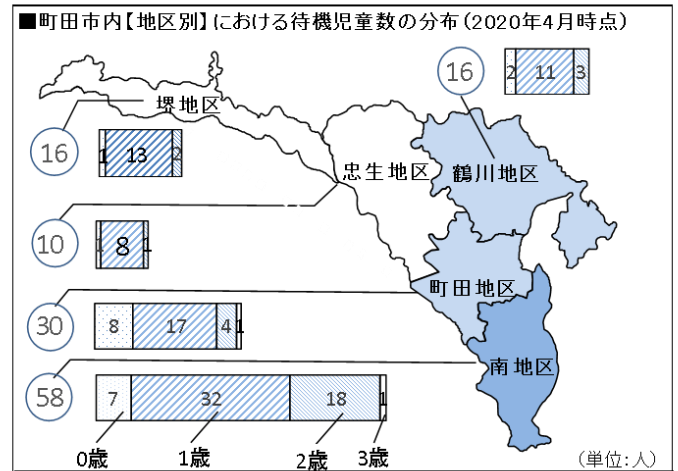 ■町田市内【地区別】における待機児童数の分布(2020年4月時点)
16
2 11 3
堺地区
16
1 13 2
忠生地区
鶴川地区
10
1 8 1
町田地区
30
8 17 4 1
南地区
58
7 32 18 1
0歳 1歳 2歳 3歳
(単位:人)